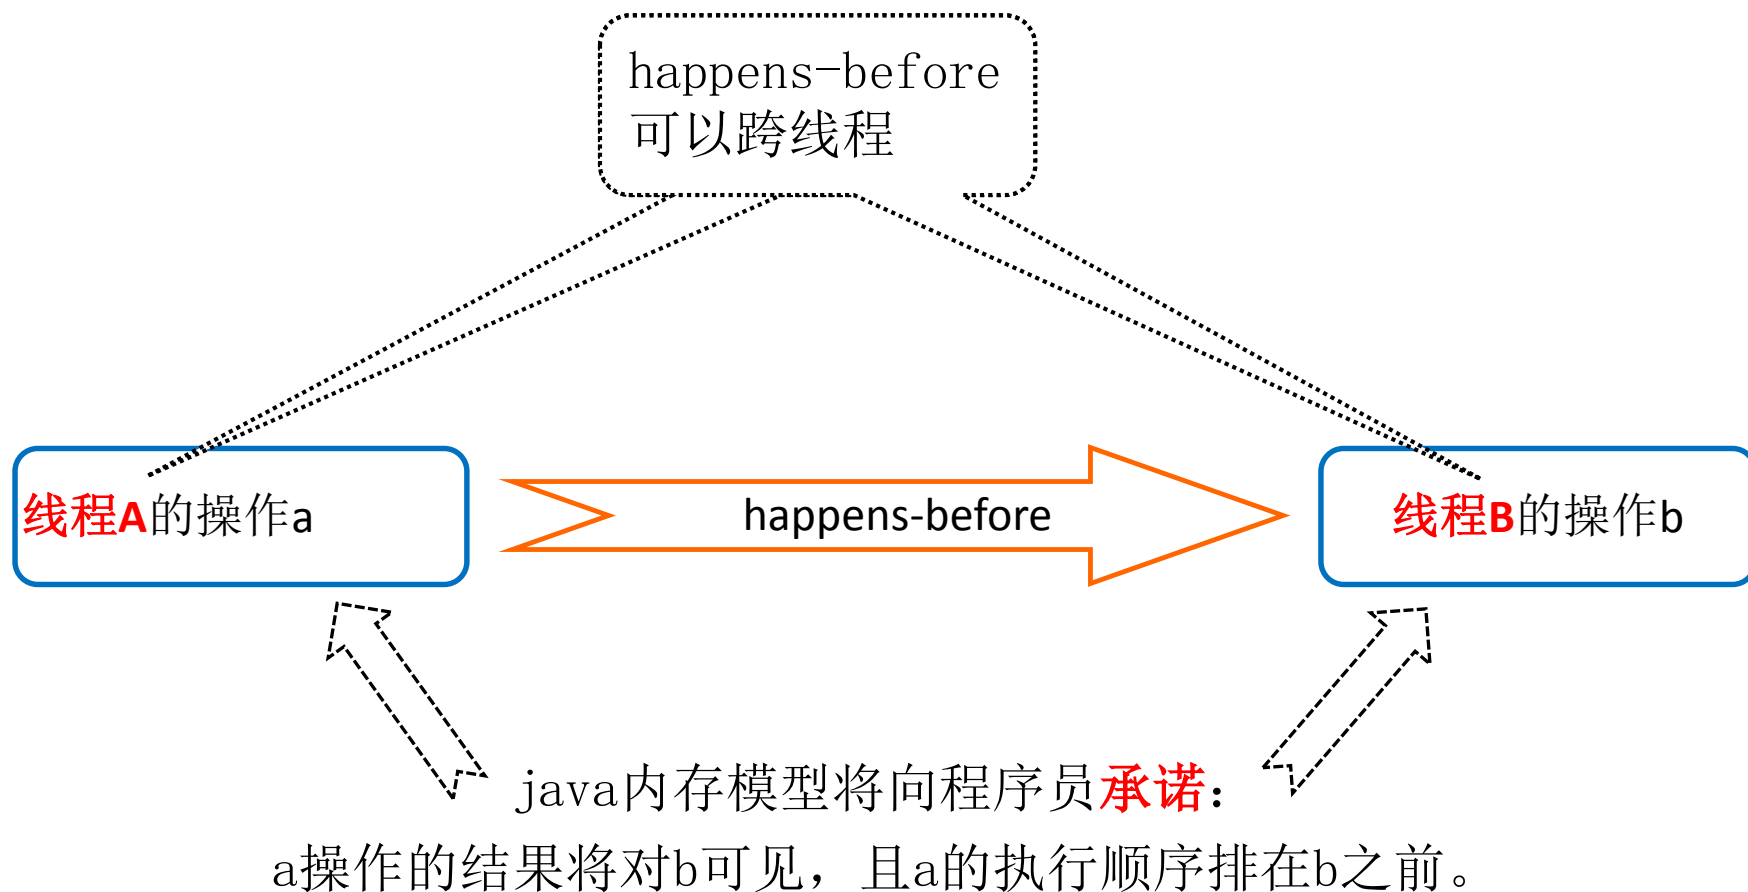 happens-before
可以跨线程
线程A的操作a
happens-before
线程B的操作b
java内存模型将向程序员承诺：
a操作的结果将对b可见，且a的执行顺序排在b之前。